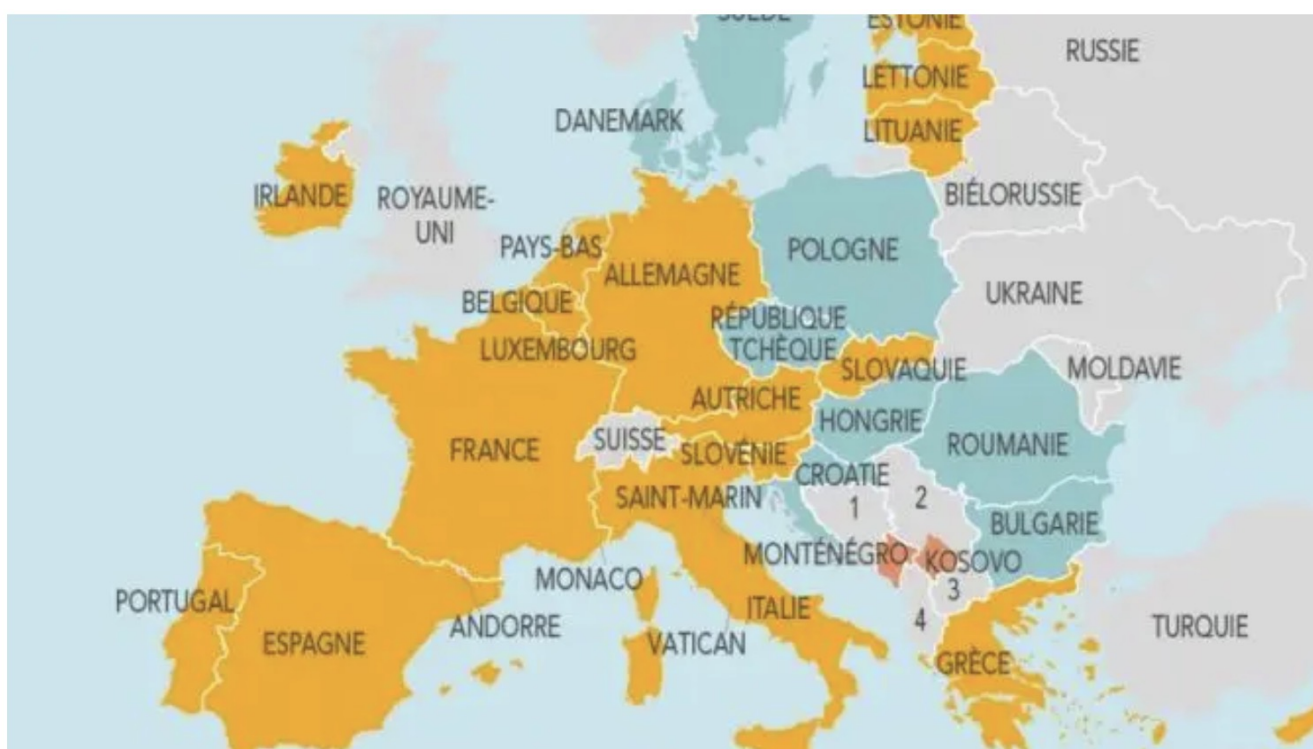 SUÈDE
ESTONIE
RUSSIE
LETTONIE
DANEMARK
LITUANIE
IRLANDE
ROYAUME-
UNI
BIÉLORUSSIE
PAYS-BAS
POLOGNE
ALLEMAGNE
UKRAINE
BELGIQUE
RÉPUBLIQUE
TCHÈQUE
LUXEMBOURG
SLOVAQUIE
MOLDAVIE
AUTRICHE
HONGRIE
FRANCE
SUISSE
SLOVÉNIE
ROUMANIE
CROATIE
SAINT-MARIN
1
2
BULGARIE
MONTÉNÉGRO
KOSOVO
MONACO
3
PORTUGAL
ANDORRE
ITALIE
4
TURQUIE
ESPAGNE
VATICAN
GRÈCE